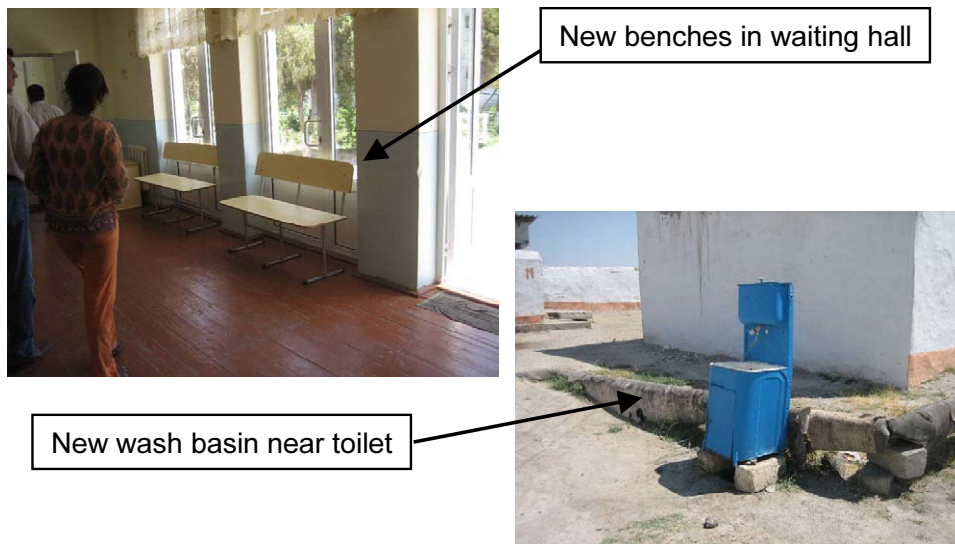 New benches in waiting hall
М
New wash basin near toilet